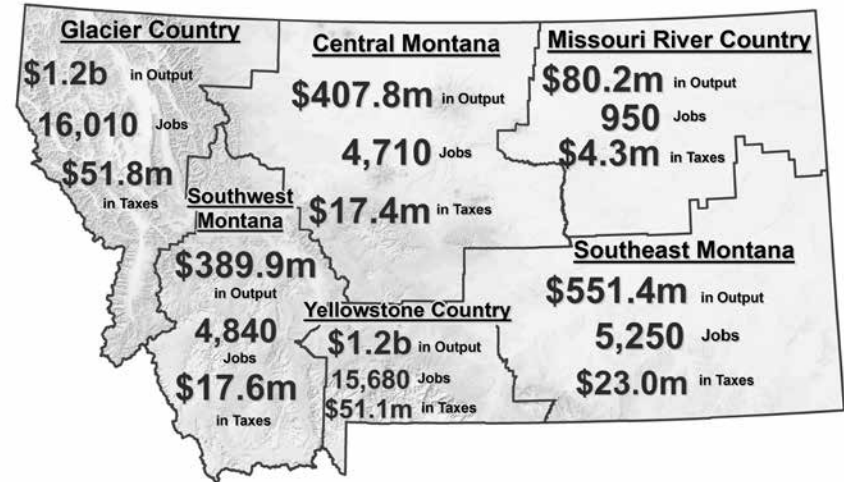 Glacier Country
$1.2b in Output
16,010 Jobs
$51.8m
in Taxes
Central Montana
$407.8m in Output
4,710 Jobs
$17.4m in Taxes
Missouri River Country
$80.2m in Output
950 Jobs
$4.3m in Taxes
Southwest
Montana
$389.9m
in Output
4,840
Jobs
$17.6m
in Taxes
Yellowstone Country
$1.2b in Output
15,680 Jobs
$51.1m in Taxes
Southeast Montana
$551.4m in Output
5,250 Jobs
$23.0m in Taxes